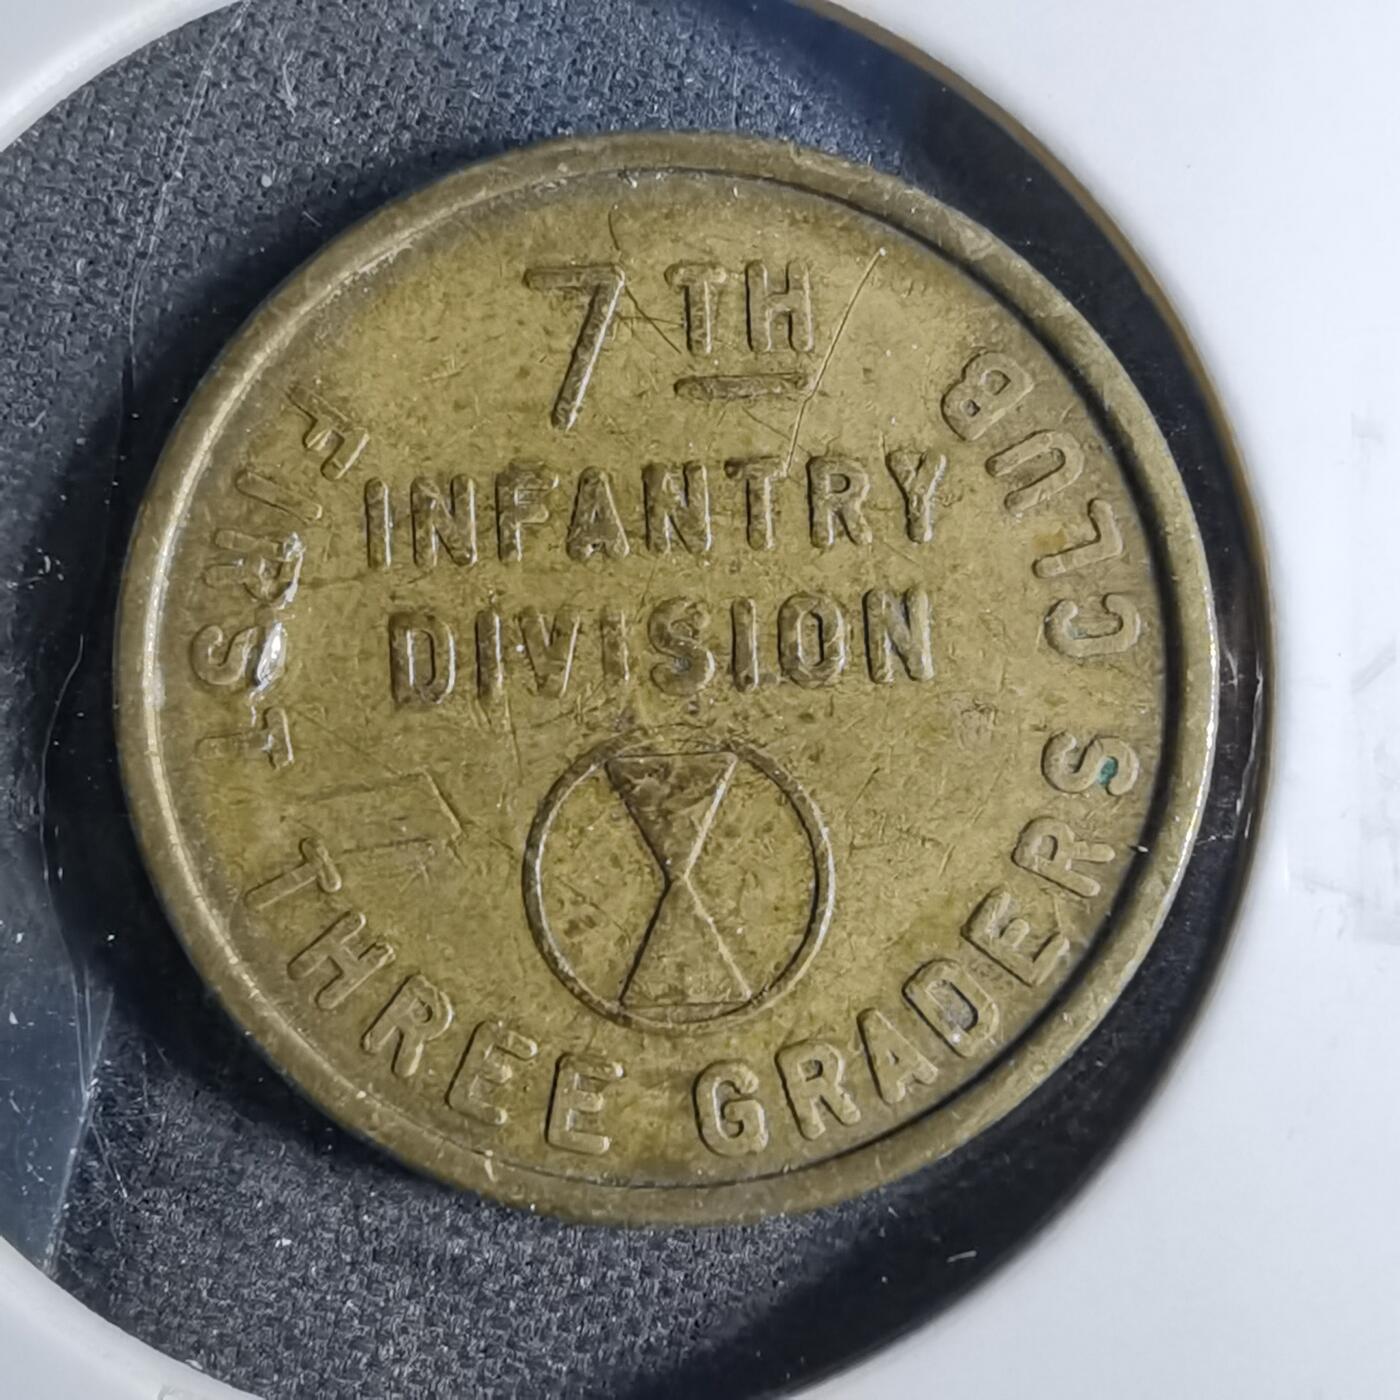 7TH
INFANTRY
DIVISION
FIRST THREE GRADERS CLUB